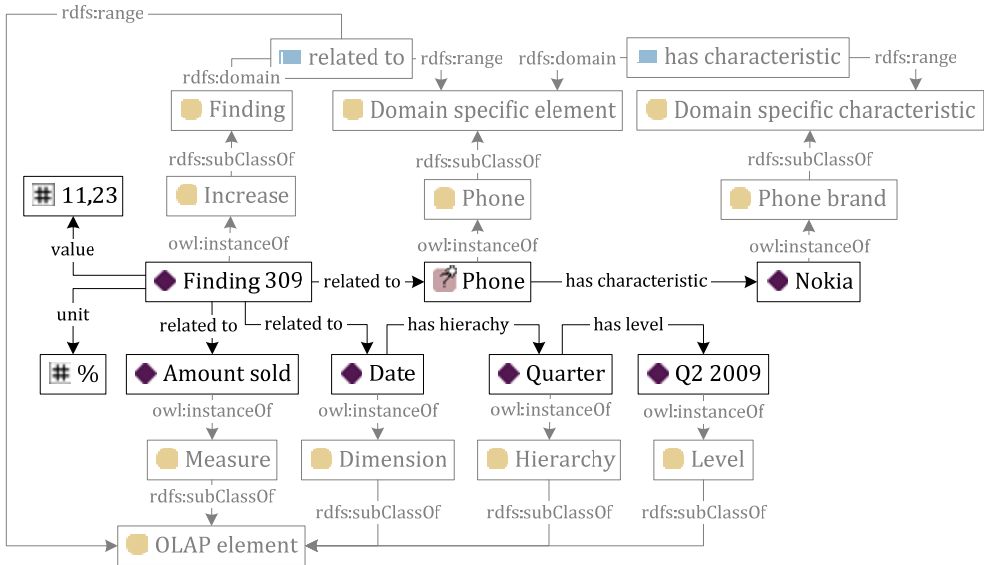 rdfs:range
related to
has characteristic
rdfs:range
rdfs:domain
rdfs:range
rdfs:domain
Finding
Domain specific element
Domain specific characteristic
rdfs:subClassOf
rdfs:subClassOf
rdfs:subClassOf
# 11,23
Increase
Phone
Phone brand
value
owl:instanceOf
owl:instanceOf
owl:instanceOf
Finding 309
related to
? Phone
has characteristic
Nokia
unit
related to
related to
has hierachy
has level
# %
Amount sold
Date
Quarter
Q2 2009
owl:instanceOf
owl:instanceOf
owl:instanceOf
owl:instanceOf
Measure
Dimension
Hierarchy
Level
rdfs:subClassOf
rdfs:subClassOf
rdfs:subClassOf
rdfs:subClassOf
OLAP element